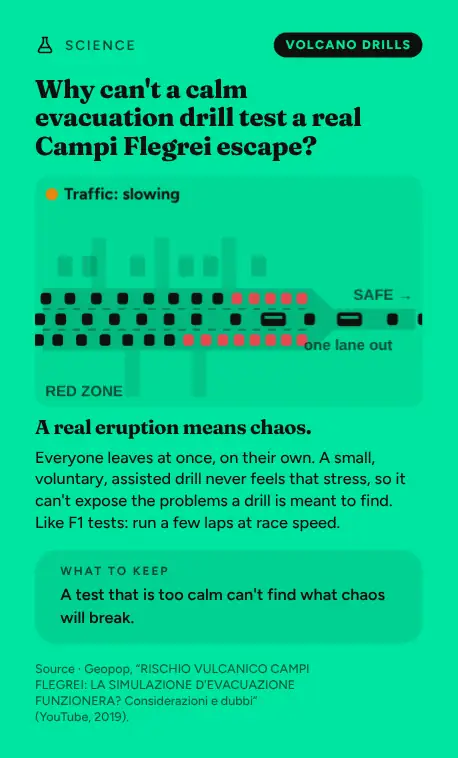 SCIENCE
VOLCANO DRILLS
Why can't a calm
evacuation drill test a real
Campi Flegrei escape?
Traffic: slowing
SAFE →
one lane out
RED ZONE
A real eruption means chaos.
Everyone leaves at once, on their own. A small,
voluntary, assisted drill never feels that stress, so it
can't expose the problems a drill is meant to find.
Like F1 tests: run a few laps at race speed.
WHAT TO KEEP
A test that is too calm can't find what chaos
will break.
Source · Geopop, "RISCHIO VULCANICO CAMPI
FLEGREI: LA SIMULAZIONE D'EVACUAZIONE
FUNZIONERA? Considerazioni e dubbi"
(YouTube, 2019).